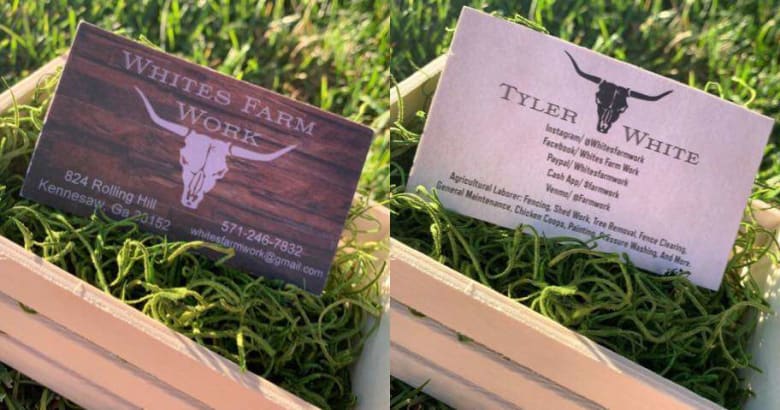 Whites Farm
Work
824 Rolling Hill
Kennesaw, Ga 20152
571-246-7832
whitesfarmwork@gmail.com
Tyler White
Instagram/ @Whitesfarmwork
Facebook/ Whites Farm Work
Paypal/ Whitesfarmwork
Cash App/ $farmwork
Venmo/ @Farmwork
Agricultural Laborer; Fencing, Shed Work, Tree Removal, Fence Clearing,
General Maintenance, Chicken Coops, Painting, Pressure Washing, And More.